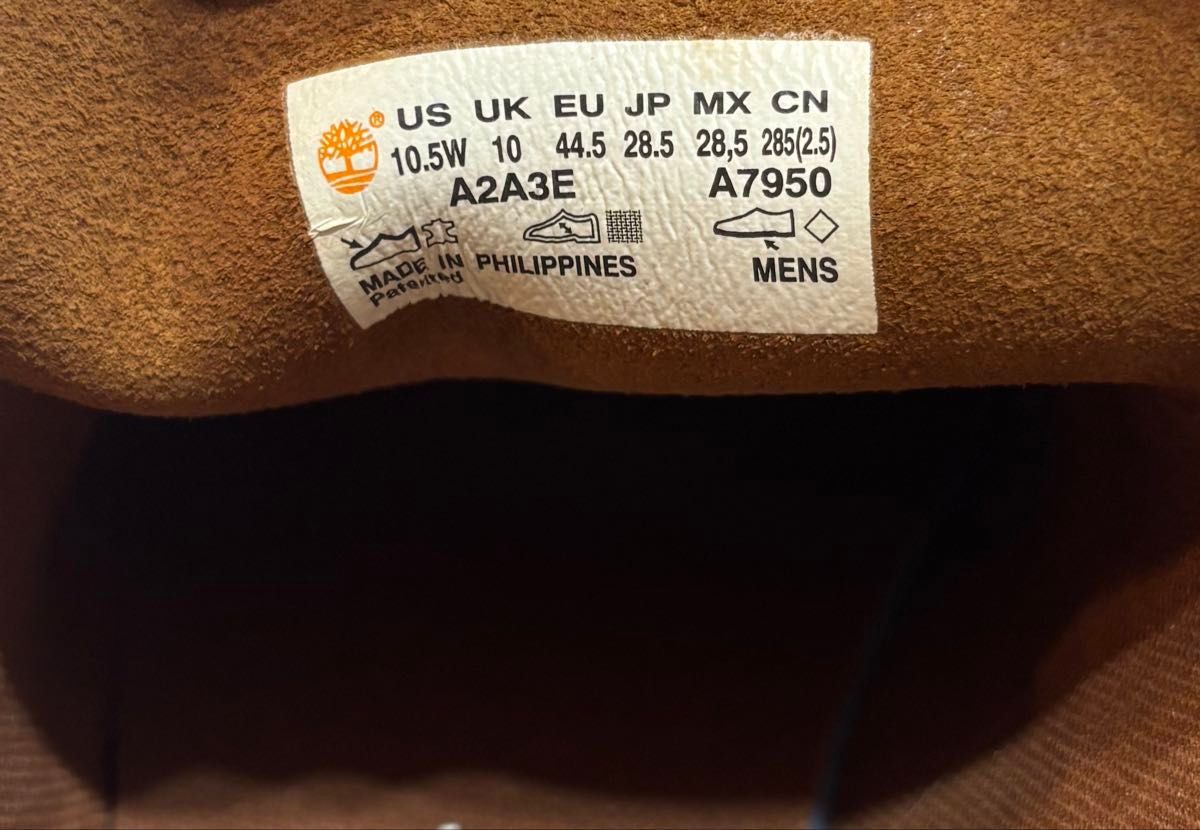 ® US UK EU JP MX CN
10.5W 10 44.5 28.5 28,5 285(2.5)
A2A3E A7950
MADE IN PHILIPPINES MENS